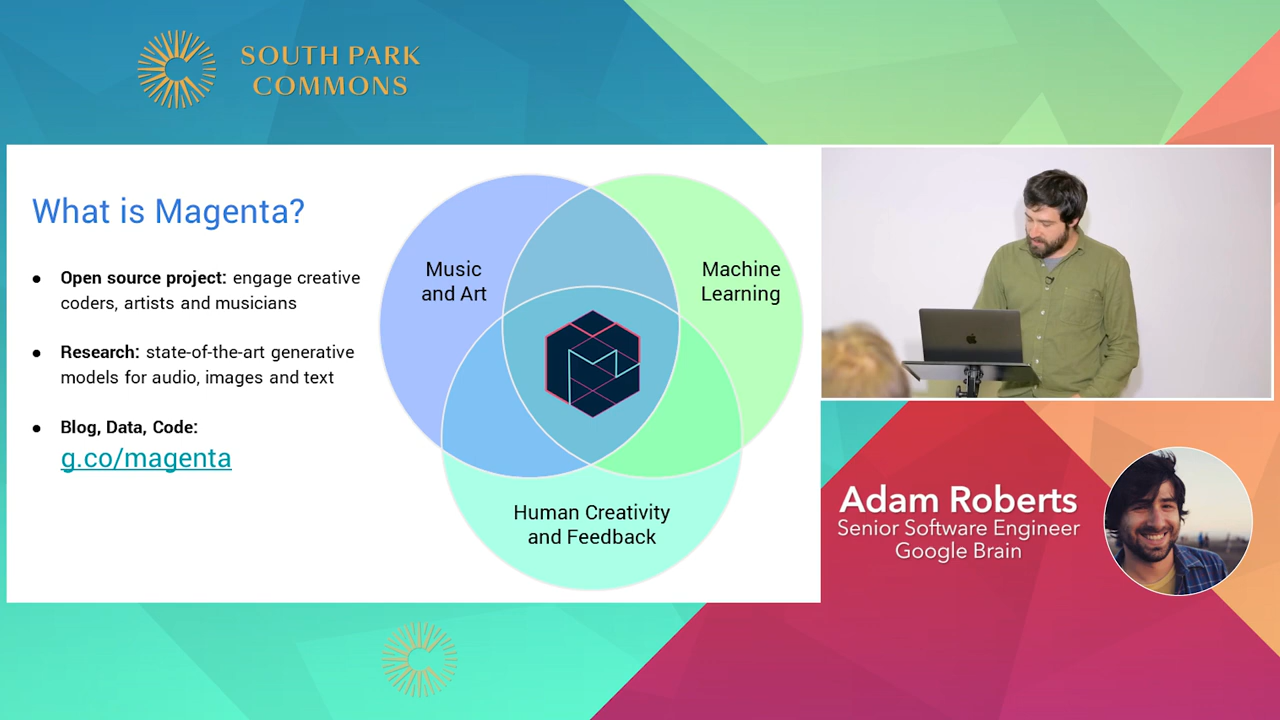 SOUTH PARK
COMMONS
What is Magenta?
● Open source project: engage creative
coders, artists and musicians
● Research: state-of-the-art generative
models for audio, images and text
● Blog, Data, Code:
g.co/magenta
Music
and Art
Machine
Learning
Human Creativity
and Feedback
Adam Roberts
Senior Software Engineer
Google Brain